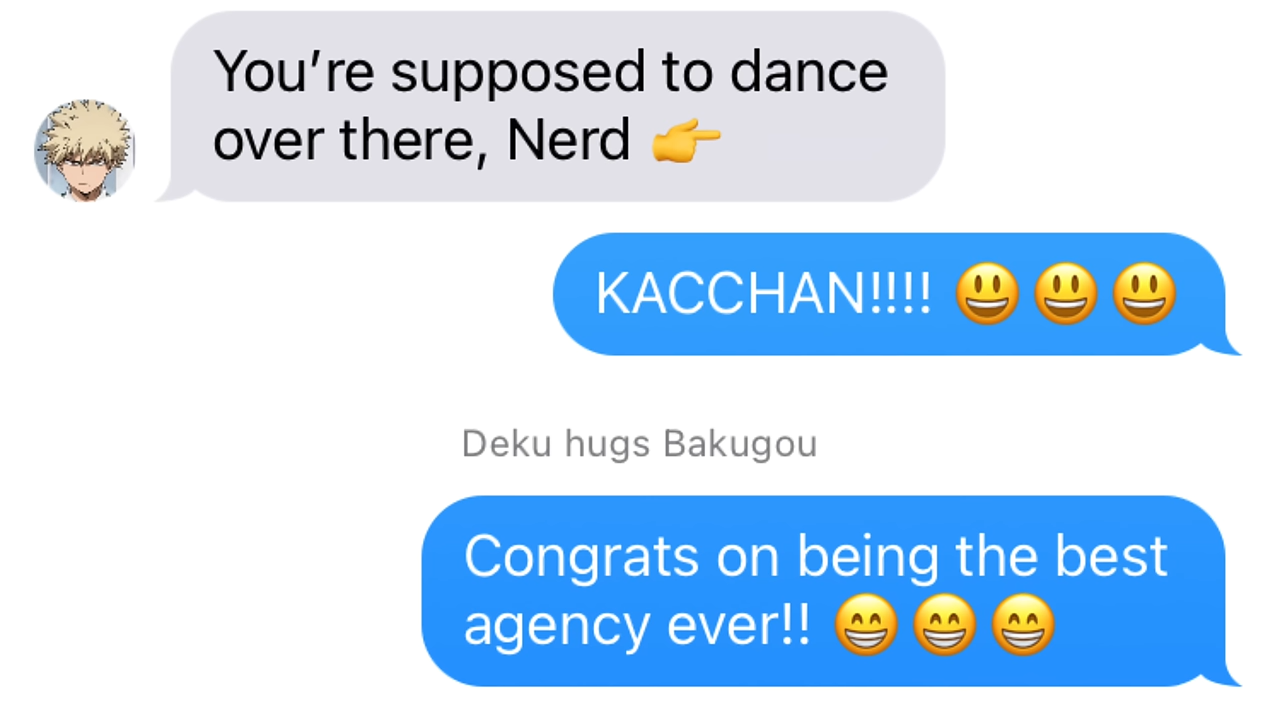 You’re supposed to dance
over there, Nerd 👉
KACCHAN!!!! 😃😃😃
Deku hugs Bakugou
Congrats on being the best
agency ever!! 😁😁😁